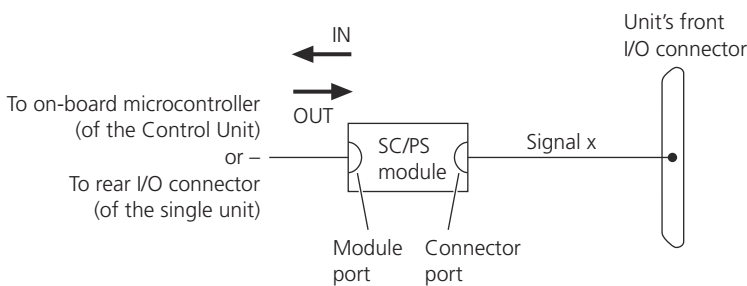 Unit's front
I/O connector
IN
OUT
To on-board microcontroller
(of the Control Unit)
or –
To rear I/O connector
(of the single unit)
SC/PS
module
Signal x
Module
port
Connector
port